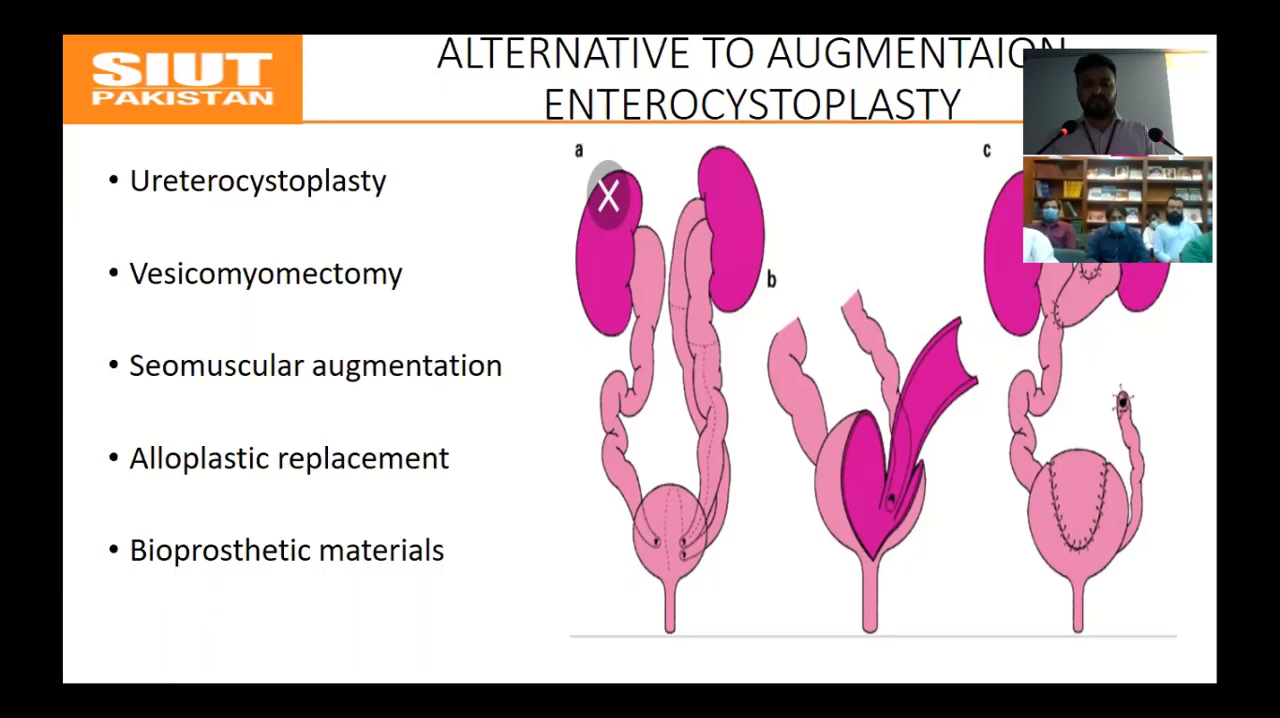 SIUT
PAKISTAN
ALTERNATIVE TO AUGMENTAION
ENTEROCYSTOPLASTY
• Ureterocystoplasty
• Vesicomyomectomy
• Seomuscular augmentation
• Alloplastic replacement
• Bioprosthetic materials
a
b
c
X